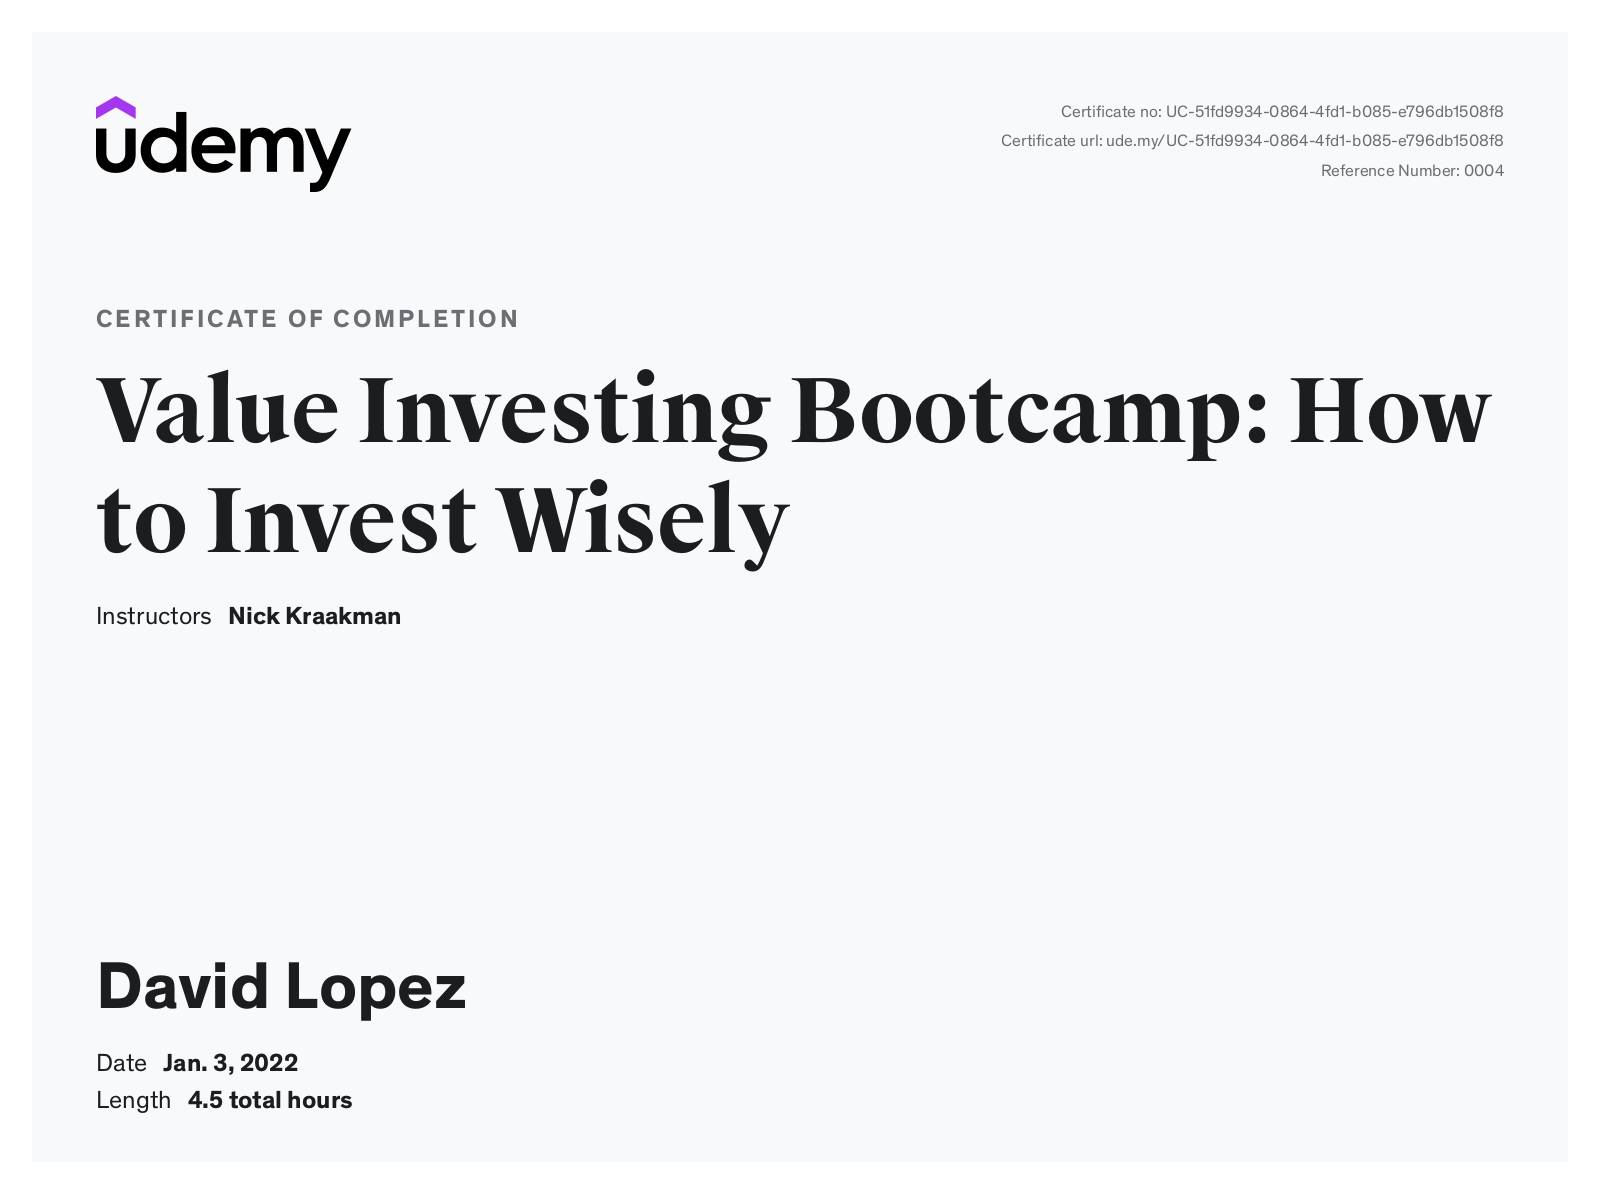 udemy
Certificate no: UC-51fd9934-0864-4fd1-b085-e796db1508f8
Certificate url: ude.my/UC-51fd9934-0864-4fd1-b085-e796db1508f8
Reference Number: 0004
CERTIFICATE OF COMPLETION
Value Investing Bootcamp: How
to Invest Wisely
Instructors Nick Kraakman
David Lopez
Date Jan. 3, 2022
Length 4.5 total hours